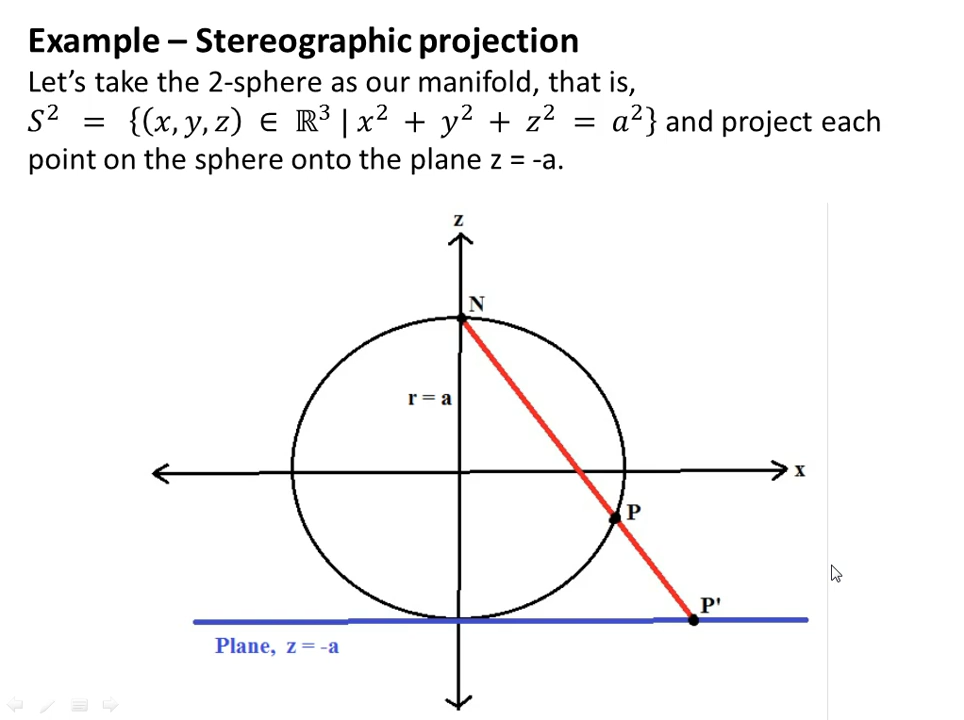 Example – Stereographic projection
Let's take the 2-sphere as our manifold, that is,
𝑆² = {(𝑥, 𝑦, 𝑧) ∈ ℝ³ | 𝑥² + 𝑦² + 𝑧² = 𝑎²} and project each
point on the sphere onto the plane z = -a.
z
N
r = a
x
P
P'
Plane, z = -a